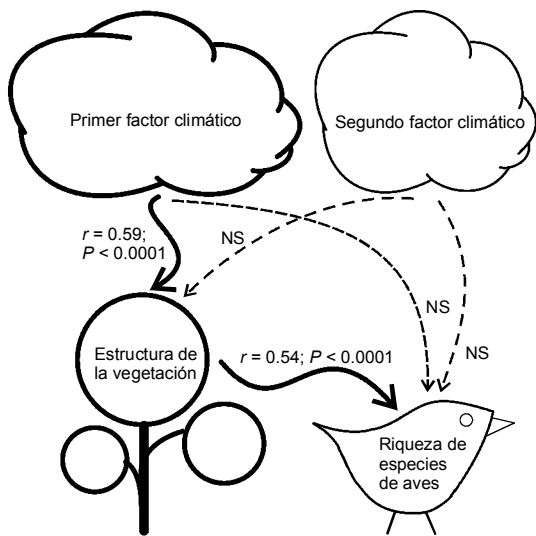 Primer factor climático
Segundo factor climático
r = 0.59;
P < 0.0001
NS
NS
NS
Estructura de
la vegetación
r = 0.54; P < 0.0001
Riqueza de
especies
de aves